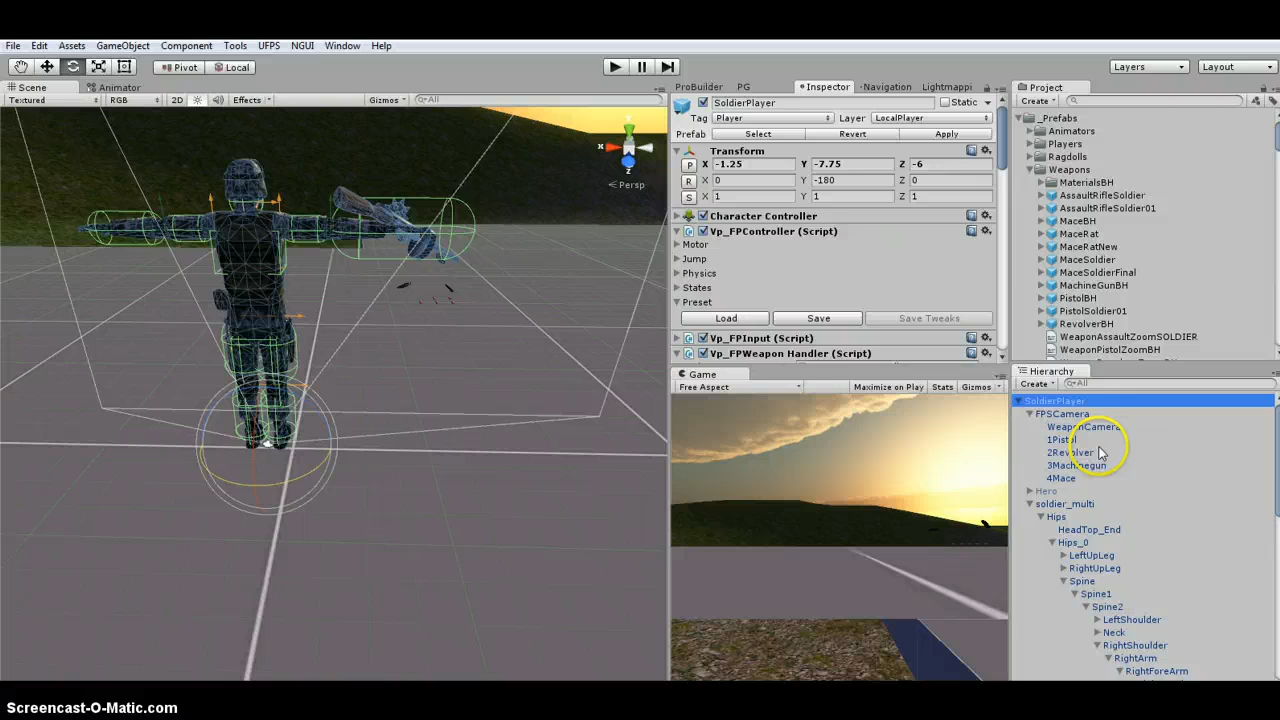 File Edit Assets GameObject Component Tools UFPS NGUI Window Help
Pivot Local Layers Layout
Scene Animator
Textured RGB 2D Effects Gizmos All
Y
X
Z
Persp
ProBuilder PG Inspector Navigation Lightmappi
SoldierPlayer Static
Tag Player Layer LocalPlayer
Prefab Select Revert Apply
Transform
P X -1.25 Y -7.75 Z -6
R X 0 Y -180 Z 0
S X 1 Y 1 Z 1
Character Controller
Vp_FPController (Script)
Motor
Jump
Physics
States
Preset
Load Save Save Tweaks
Vp_FPInput (Script)
Vp_FPWeapon Handler (Script)
Game
Free Aspect Maximize on Play Stats Gizmos
Project
Create
_Prefabs
Animators
Players
Ragdolls
Weapons
MaterialsBH
AssaultRifleSoldier
AssaultRifleSoldier01
MaceBH
MaceRat
MaceRatNew
MaceSoldier
MaceSoldierFinal
MachineGunBH
PistolBH
PistolSoldier01
RevolverBH
WeaponAssaultZoomSOLDIER
WeaponPistolZoomBH
Hierarchy
Create All
SoldierPlayer
FPSCamera
WeaponCamera
1Pistol
2Revolver
3Machinegun
4Mace
Hero
soldier_multi
Hips
HeadTop_End
Hips_0
LeftUpLeg
RightUpLeg
Spine
Spine1
Spine2
LeftShoulder
Neck
RightShoulder
RightArm
RightForeArm
Screencast-O-Matic.com